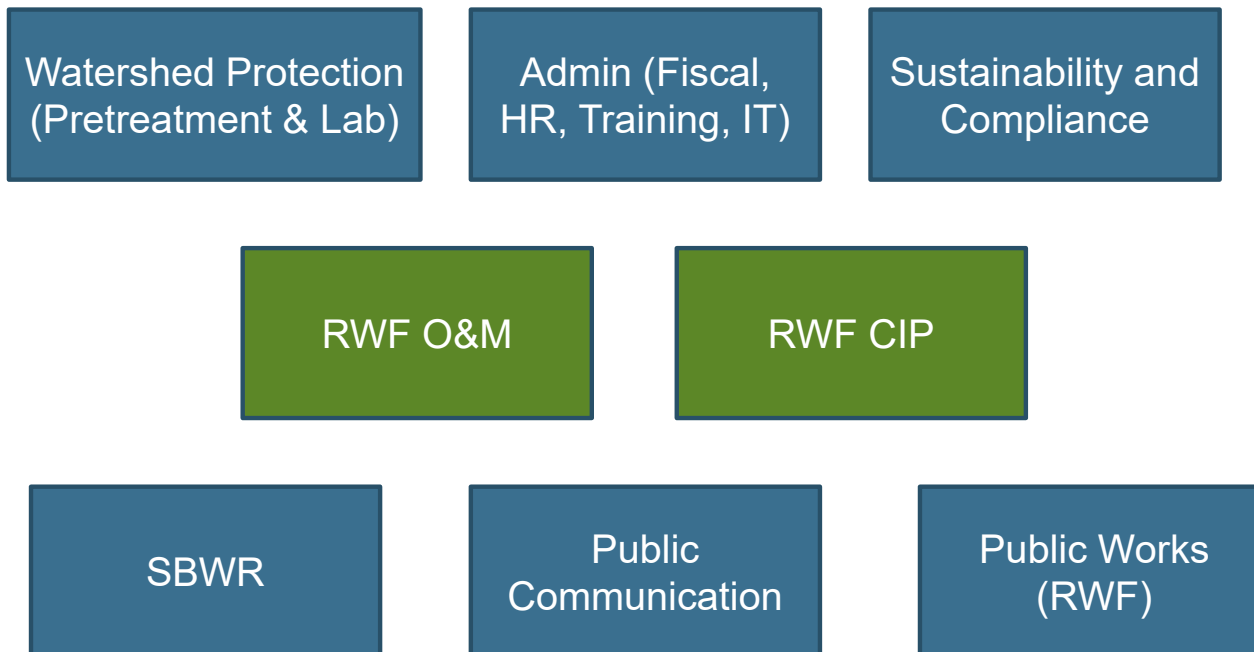 Watershed Protection
(Pretreatment & Lab)
Admin (Fiscal,
HR, Training, IT)
Sustainability and
Compliance
RWF O&M
RWF CIP
SBWR
Public
Communication
Public Works
(RWF)